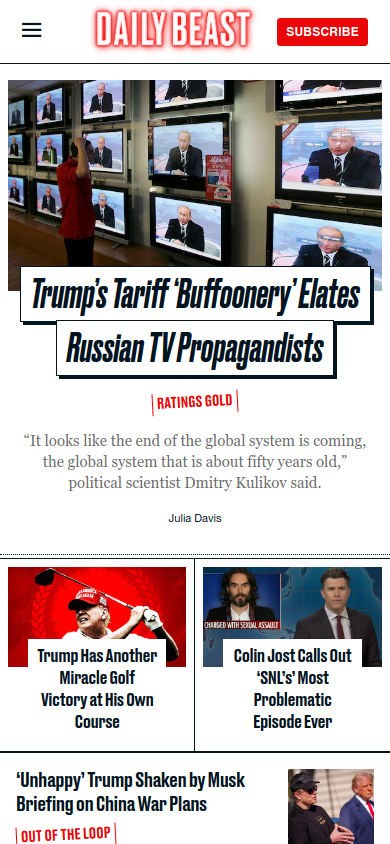 DAILY BEAST
SUBSCRIBE
Trump's Tariff 'Buffoonery' Elates
Russian TV Propagandists
RATINGS GOLD
“It looks like the end of the global system is coming,
the global system that is about fifty years old,”
political scientist Dmitry Kulikov said.
Julia Davis
CHARGED WITH SEXUAL ASSAULT
Trump Has Another
Miracle Golf
Victory at His Own
Course
Colin Jost Calls Out
‘SNL’s’ Most
Problematic
Episode Ever
‘Unhappy’ Trump Shaken by Musk
Briefing on China War Plans
OUT OF THE LOOP